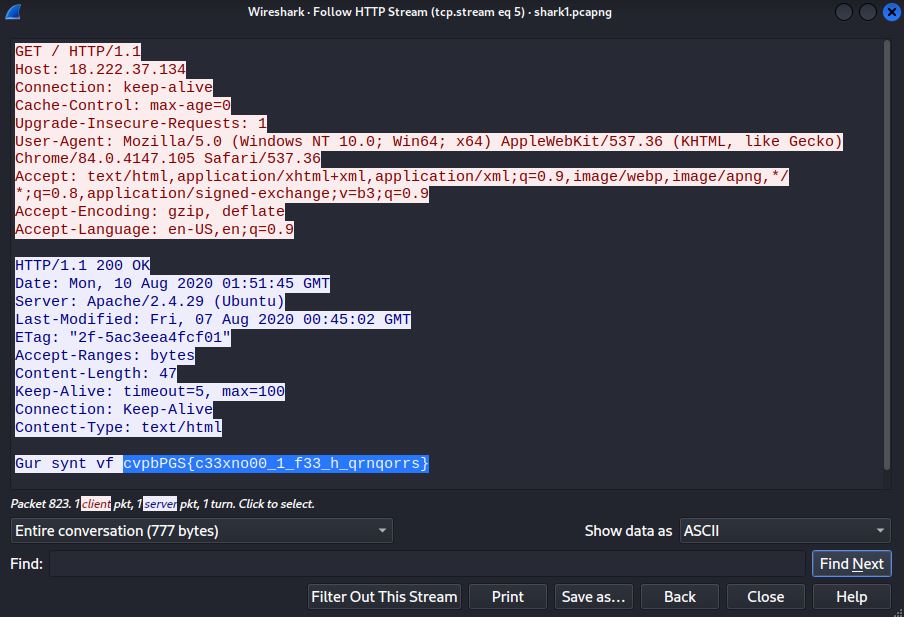 Wireshark · Follow HTTP Stream (tcp.stream eq 5) · shark1.pcapng
GET / HTTP/1.1
Host: 18.222.37.134
Connection: keep-alive
Cache-Control: max-age=0
Upgrade-Insecure-Requests: 1
User-Agent: Mozilla/5.0 (Windows NT 10.0; Win64; x64) AppleWebKit/537.36 (KHTML, like Gecko)
Chrome/84.0.4147.105 Safari/537.36
Accept: text/html,application/xhtml+xml,application/xml;q=0.9,image/webp,image/apng,*/
*;q=0.8,application/signed-exchange;v=b3;q=0.9
Accept-Encoding: gzip, deflate
Accept-Language: en-US,en;q=0.9
HTTP/1.1 200 OK
Date: Mon, 10 Aug 2020 01:51:45 GMT
Server: Apache/2.4.29 (Ubuntu)
Last-Modified: Fri, 07 Aug 2020 00:45:02 GMT
ETag: "2f-5ac3eea4fcf01"
Accept-Ranges: bytes
Content-Length: 47
Keep-Alive: timeout=5, max=100
Connection: Keep-Alive
Content-Type: text/html
Gur synt vf cvpbPGS{c33xno00_1_f33_h_qrnqorrs}
Packet 823. 1 client pkt, 1 server pkt, 1 turn. Click to select.
Entire conversation (777 bytes) Show data as ASCII
Find: Find Next
Filter Out This Stream Print Save as… Back Close Help